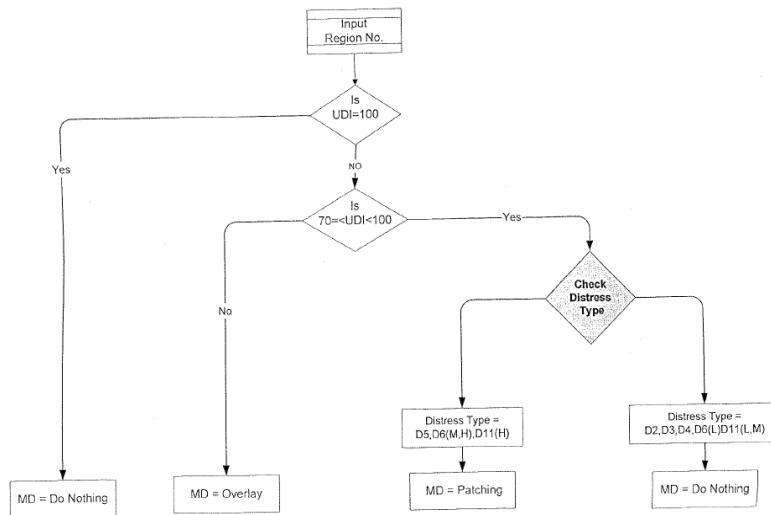 Input
Region No.
Is
UDI=100
Yes
NO
Is
70=<UDI<100
Yes
No
Check
Distress
Type
Distress Type =
D5,D6(M,H),D11(H)
Distress Type =
D2,D3,D4,D6(L)D11(L,M)
MD = Do Nothing
MD = Overlay
MD = Patching
MD = Do Nothing